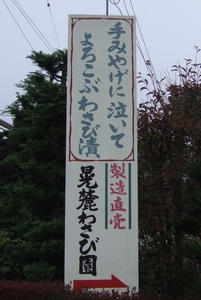 手みやげに泣いて
よろこぶわさび漬
製造直売
晃麓わさび園